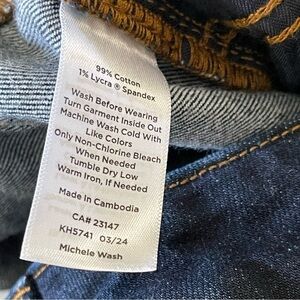 99% Cotton
1% Lycra ® Spandex
Wash Before Wearing
Turn Garment Inside Out
Machine Wash Cold With
Like Colors
Only Non-Chlorine Bleach
When Needed
Tumble Dry Low
Warm Iron, If Needed
Made in Cambodia
CA# 23147
KH5741 03/24
Michele Wash